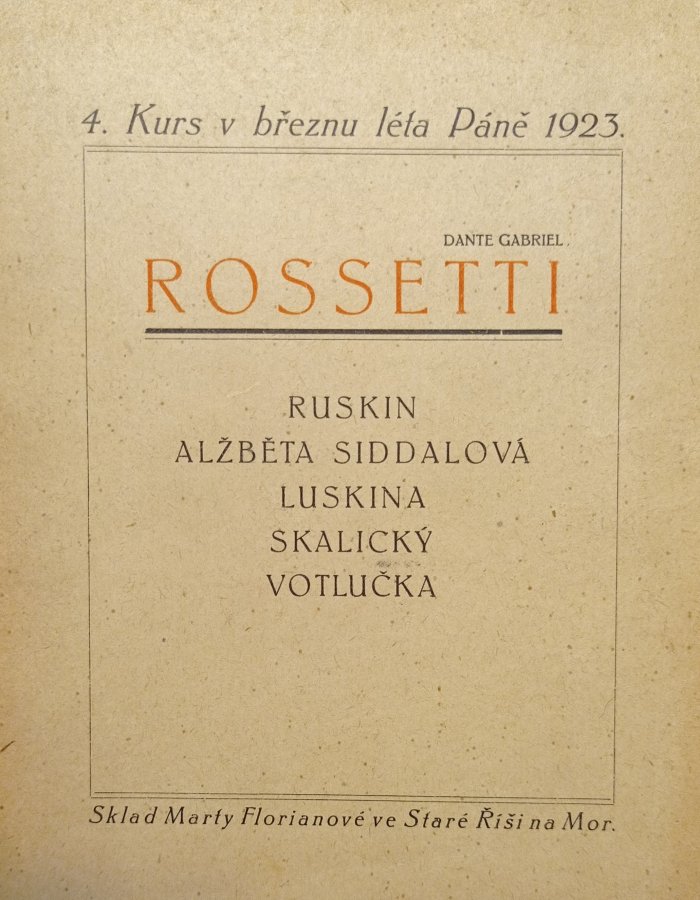 4. Kurs v březnu léta Páně 1923.
DANTE GABRIEL
ROSSETTI
RUSKIN
ALŽBĚTA SIDDALOVÁ
LUSKINA
SKALICKÝ
VOTLUČKA
Sklad Marty Florianové ve Staré Říši na Mor.